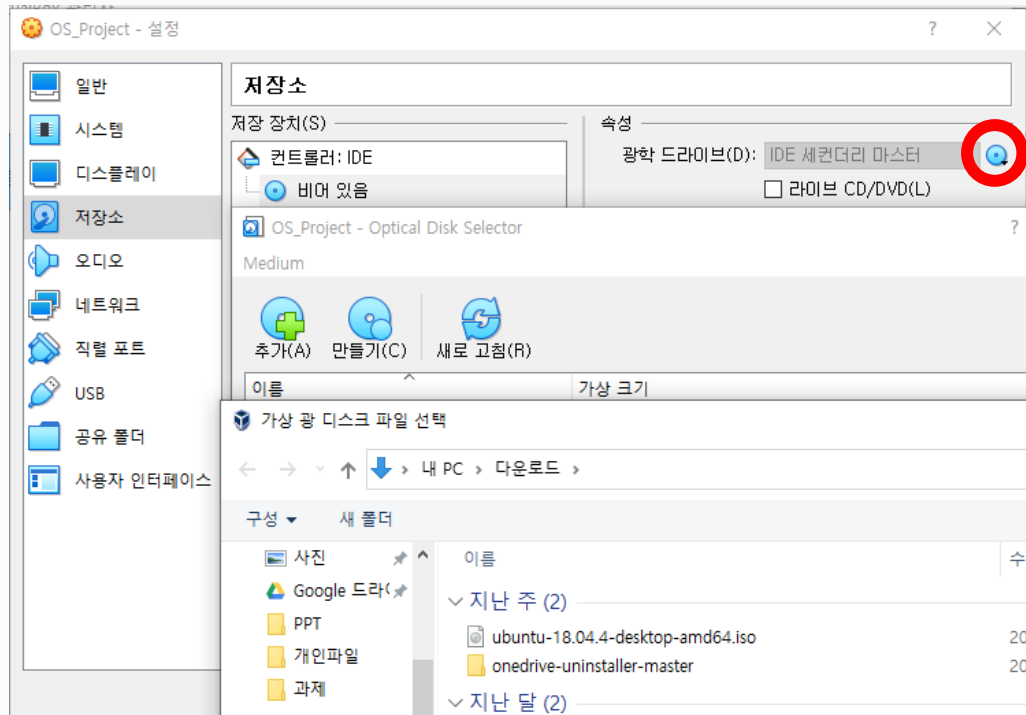 OS_Project - 설정
일반
시스템
디스플레이
저장소
오디오
네트워크
직렬 포트
USB
공유 폴더
사용자 인터페이스
저장소
저장 장치(S)
컨트롤러: IDE
비어 있음
속성
광학 드라이브(D): IDE 세컨더리 마스터
라이브 CD/DVD(L)
OS_Project - Optical Disk Selector
Medium
추가(A) 만들기(C) 새로 고침(R)
이름 가상 크기
가상 광 디스크 파일 선택
내 PC › 다운로드 ›
구성 새 폴더
사진
Google 드라
PPT
개인파일
과제
이름 수
지난 주 (2)
ubuntu-18.04.4-desktop-amd64.iso 20
onedrive-uninstaller-master 20
지난 달 (2)